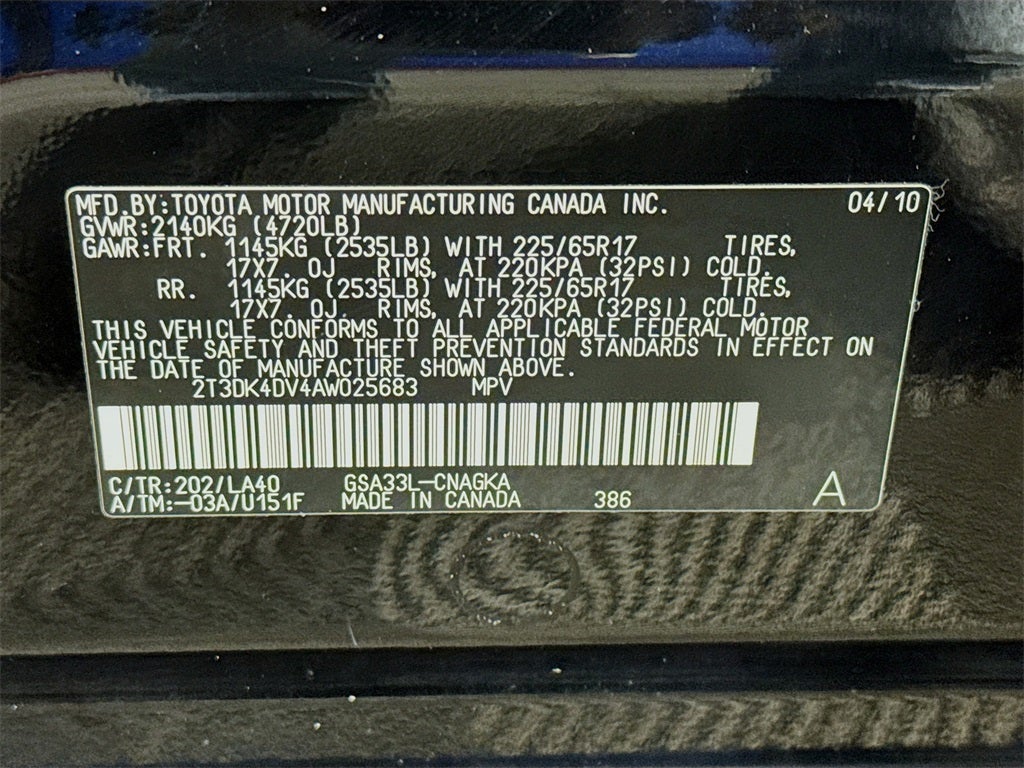 MFD.BY:TOYOTA MOTOR MANUFACTURING CANADA INC. 04/10
GVWR:2140KG (4720LB)
GAWR:FRT. 1145KG (2535LB) WITH 225/65R17 TIRES,
17X7. 0J RIMS, AT 220KPA (32PSI) COLD.
RR. 1145KG (2535LB) WITH 225/65R17 TIRES,
17X7. 0J RIMS, AT 220KPA (32PSI) COLD.
THIS VEHICLE CONFORMS TO ALL APPLICABLE FEDERAL MOTOR
VEHICLE SAFETY AND THEFT PREVENTION STANDARDS IN EFFECT ON
THE DATE OF MANUFACTURE SHOWN ABOVE.
2T3DK4DV4AW025683 MPV
C/TR:202/LA40 GSA33L-CNAGKA
A/TM:-03A/U151F MADE IN CANADA 386 A